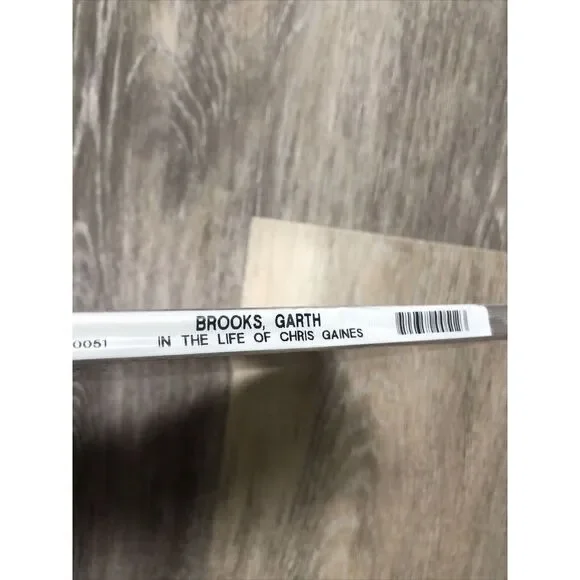 BROOKS, GARTH
0051 IN THE LIFE OF CHRIS GAINES